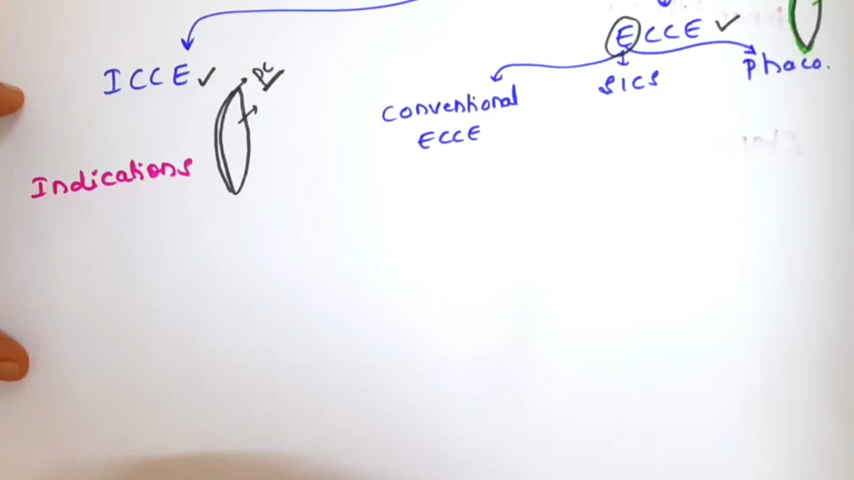 ECCE ✓
ICCE ✓
PC
Conventional
ECCE
SICS
Phaco.
Indications